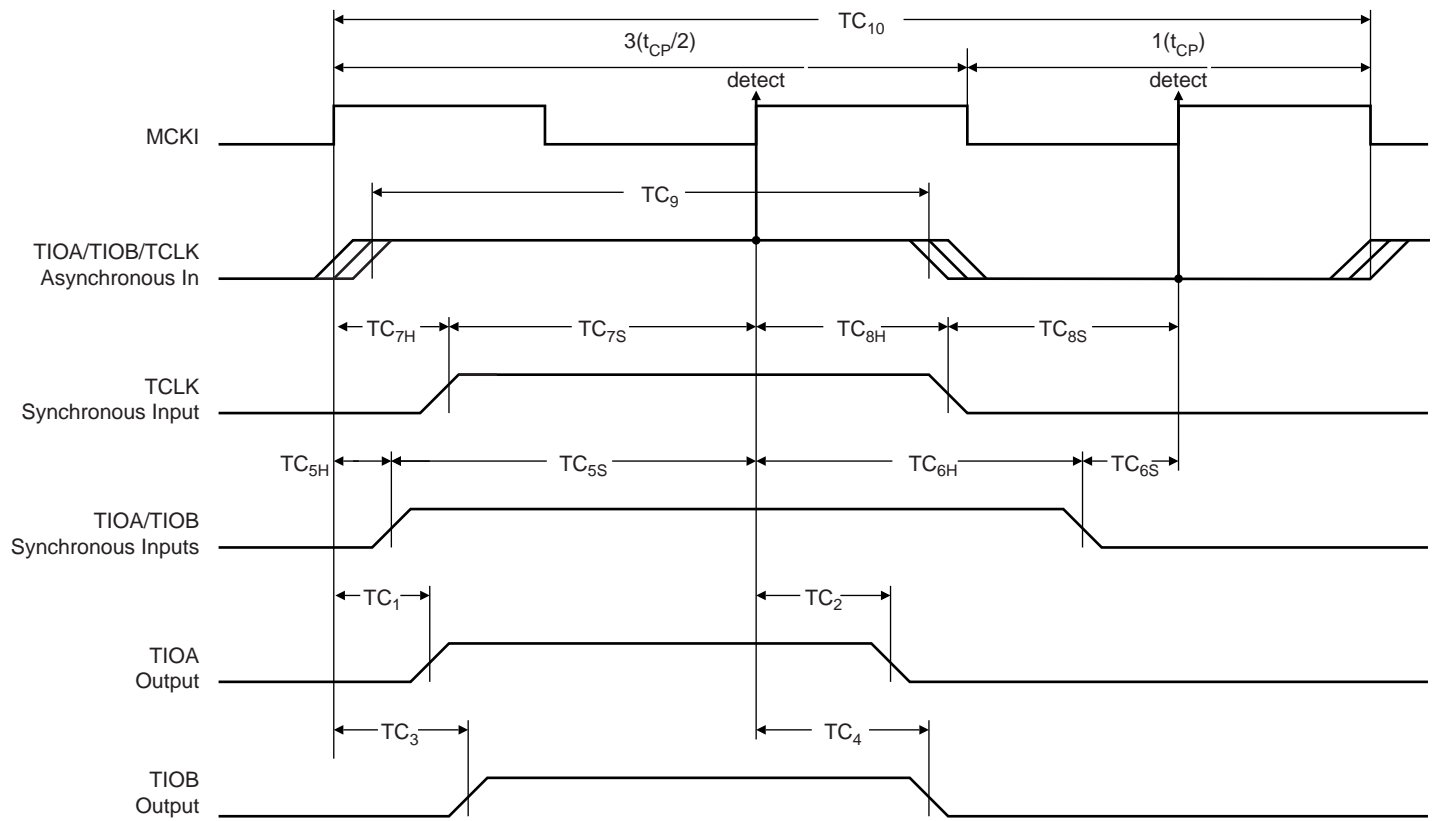 TC10
3(tCP/2) 1(tCP)
detect detect
MCKI
TC9
TIOA/TIOB/TCLK
Asynchronous In
TC7H TC7S TC8H TC8S
TCLK
Synchronous Input
TC5H TC5S TC6H TC6S
TIOA/TIOB
Synchronous Inputs
TC1 TC2
TIOA
Output
TC3 TC4
TIOB
Output